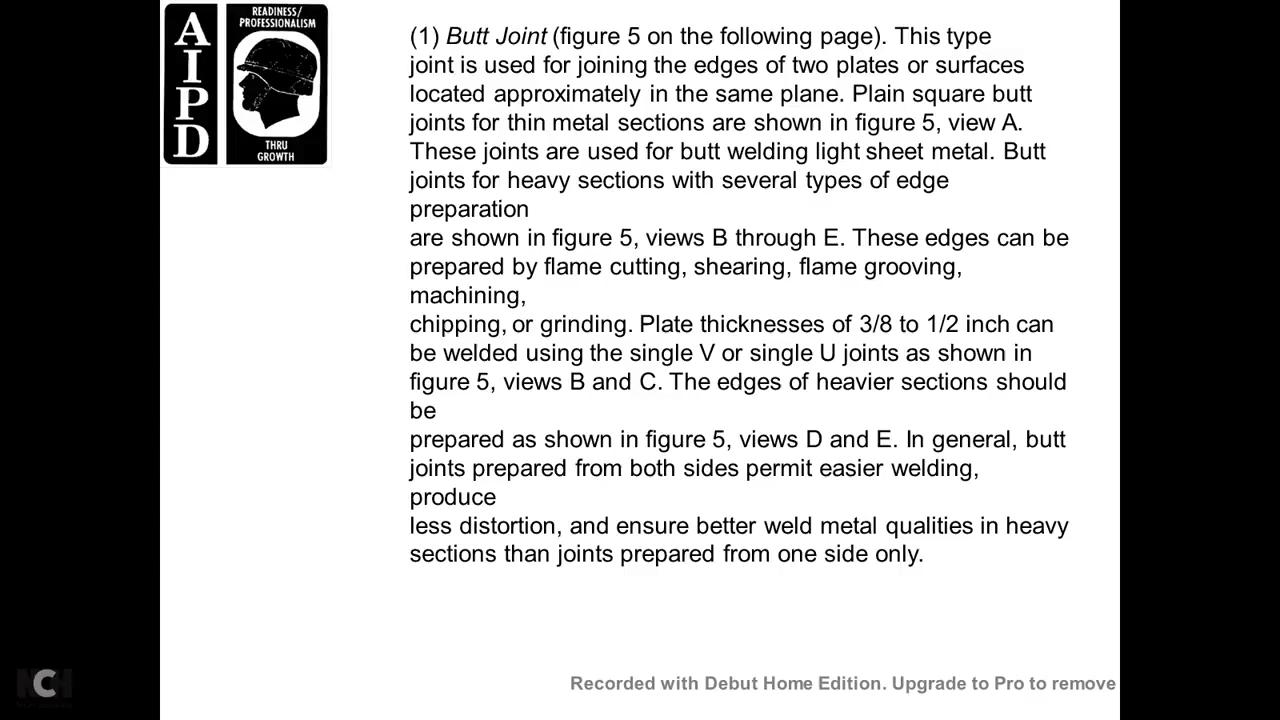 AIPD
READINESS/
PROFESSIONALISM
THRU
GROWTH
(1) Butt Joint (figure 5 on the following page). This type
joint is used for joining the edges of two plates or surfaces
located approximately in the same plane. Plain square butt
joints for thin metal sections are shown in figure 5, view A.
These joints are used for butt welding light sheet metal. Butt
joints for heavy sections with several types of edge
preparation
are shown in figure 5, views B through E. These edges can be
prepared by flame cutting, shearing, flame grooving,
machining,
chipping, or grinding. Plate thicknesses of 3/8 to 1/2 inch can
be welded using the single V or single U joints as shown in
figure 5, views B and C. The edges of heavier sections should
be
prepared as shown in figure 5, views D and E. In general, butt
joints prepared from both sides permit easier welding,
produce
less distortion, and ensure better weld metal qualities in heavy
sections than joints prepared from one side only.
NCH
Recorded with Debut Home Edition. Upgrade to Pro to remove